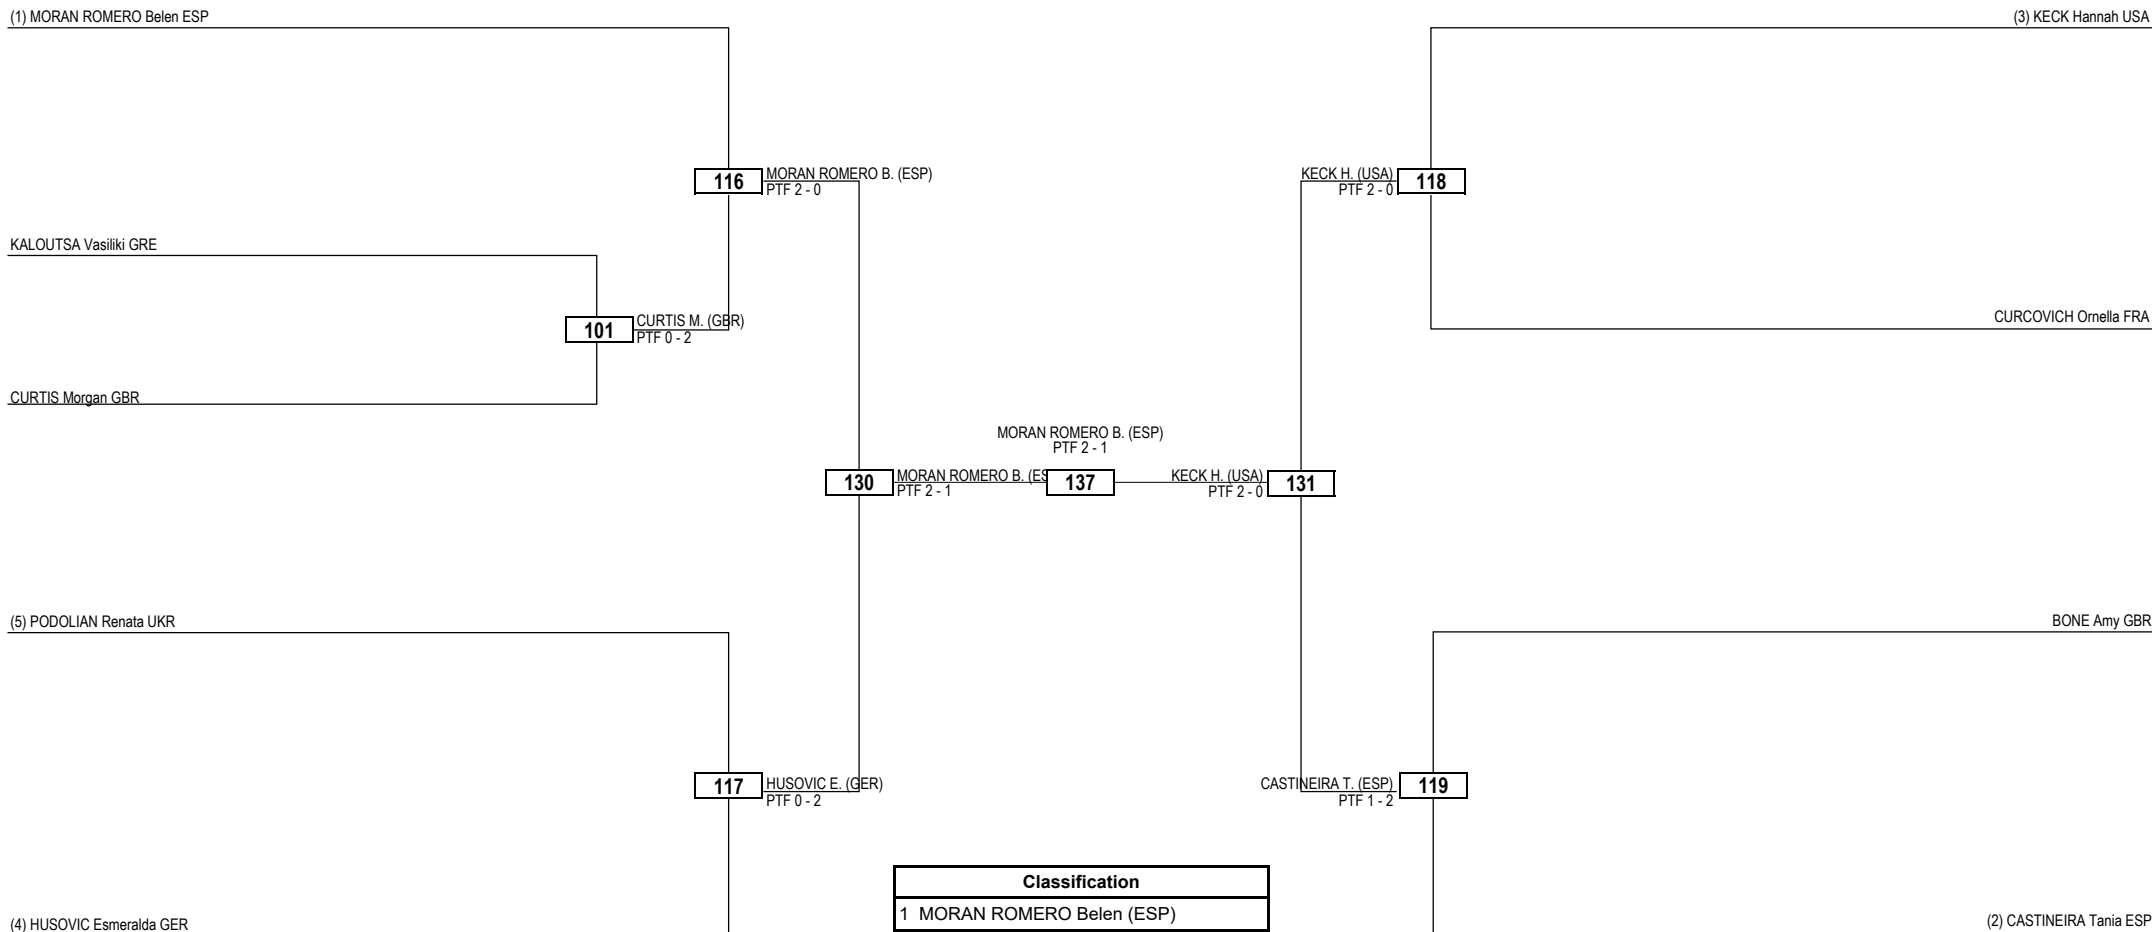 (1) MORAN ROMERO Belen ESP
(3) KECK Hannah USA
116
MORAN ROMERO B. (ESP)
PTF 2 - 0
KECK H. (USA)
PTF 2 - 0
118
KALOUTSA Vasiliki GRE
101
CURTIS M. (GBR)
PTF 0 - 2
CURCOVICH Ornella FRA
CURTIS Morgan GBR
MORAN ROMERO B. (ESP)
PTF 2 - 1
130
MORAN ROMERO B. (ES
PTF 2 - 1
137
KECK H. (USA)
PTF 2 - 0
131
(5) PODOLIAN Renata UKR
BONE Amy GBR
117
HUSOVIC E. (GER)
PTF 0 - 2
CASTINEIRA T. (ESP)
PTF 1 - 2
119
Classification
1 MORAN ROMERO Belen (ESP)
(4) HUSOVIC Esmeralda GER
(2) CASTINEIRA Tania ESP